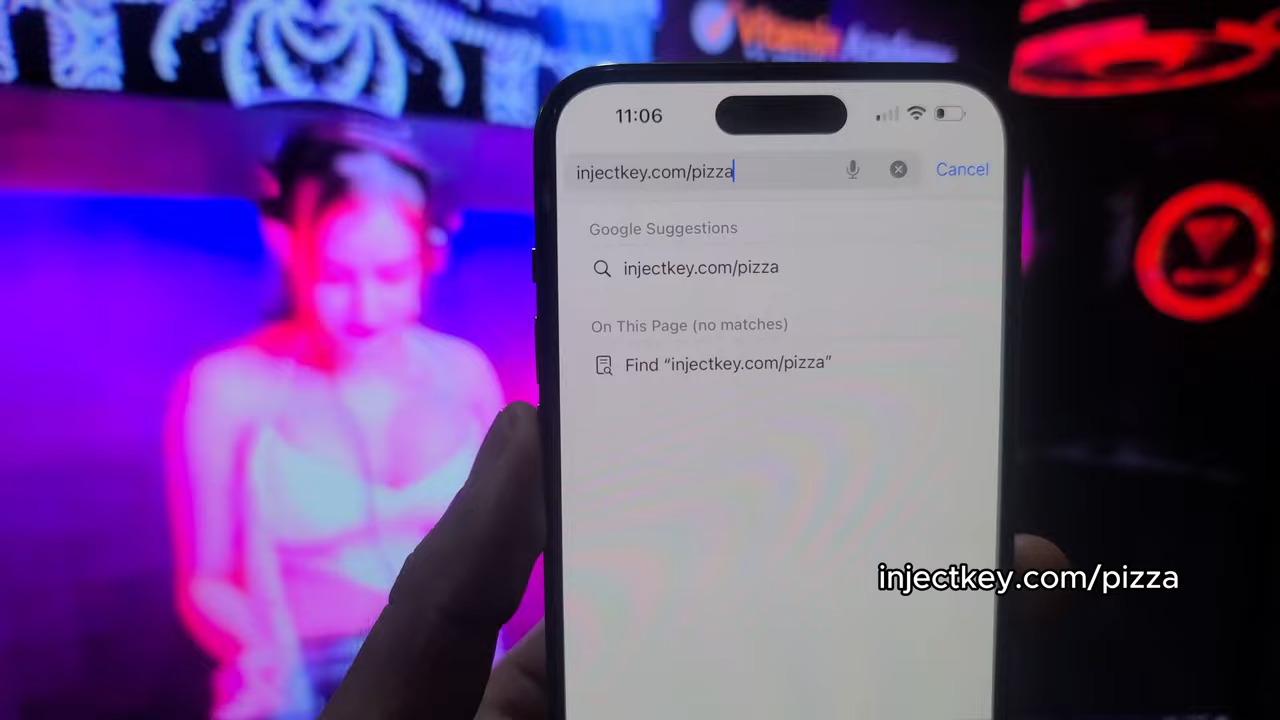 Vitamin
11:06
injectkey.com/pizza
Cancel
Google Suggestions
injectkey.com/pizza
On This Page (no matches)
Find “injectkey.com/pizza”
injectkey.com/pizza